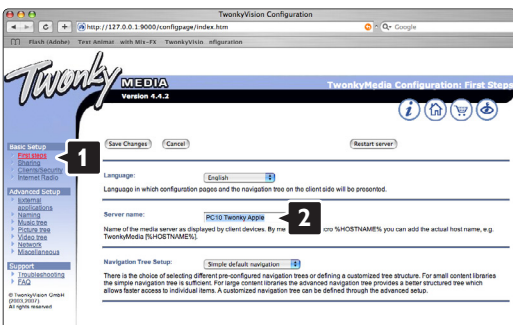 TwonkyVision Configuration
http://127.0.0.1:9000/configpage/index.htm
Google
Flash (Adobe) Text Animat with Mix-FX TwonkyVisin nfiguration
Twonky
MEDIA
Version 4.4.2
TwonkyMedia Configuration: First Steps
Basic Setup
First steps
Sharing
Clients/Security
Internet Radio
Advanced Setup
External
applications
Naming
Music tree
Picture tree
Video tree
Network
Miscellaneous
Support
Troubleshooting
FAQ
© TwonkyVision GmbH
(2003,2007)
All rights reserved
1
Save Changes
Cancel
Restart server
Language:
English
Language in which configuration pages and the navigation tree on the client side will be presented.
Server name:
PC10 Twonky Apple
2
Name of the media server as displayed by client devices. By me cro %HOSTNAME% you can add the actual host name, e.g.
TwonkyMedia [%HOSTNAME%].
Navigation Tree Setup:
Simple default navigation
There is the choice of selecting different pre-configured navigation trees or defining a customized tree structure. For small content libraries
the simple navigation tree is sufficient. For large content libraries the advanced navigation tree provides a better structured tree which
allows faster access to individual items. A customized navigation tree can be defined through the advanced setup.